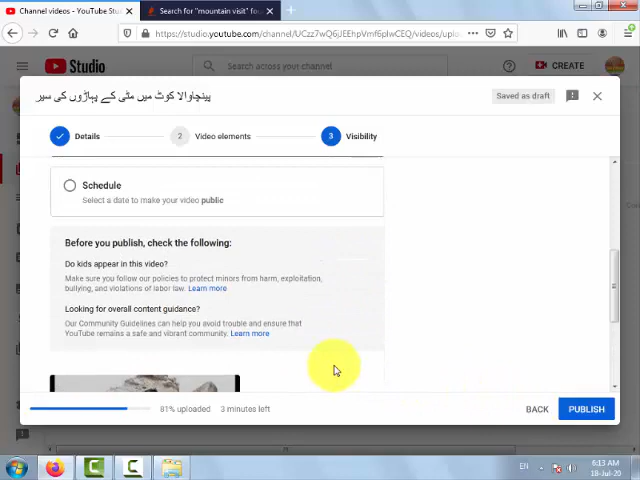 Channel videos - YouTube Stu
Search for "mountain visit" fou
https://studio.youtube.com/channel/UCzz7wQ6JEEhpVmf6plwCEQ/videos/uplo
Studio
Search across your channel
CREATE
پینچاوالا کوٹ میں مٹی کے پہاڑوں کی سیر
Saved as draft
Details
2
Video elements
3
Visibility
Schedule
Select a date to make your video public
Before you publish, check the following:
Do kids appear in this video?
Make sure you follow our policies to protect minors from harm, exploitation,
bullying, and violations of labor law. Learn more
Looking for overall content guidance?
Our Community Guidelines can help you avoid trouble and ensure that
YouTube remains a safe and vibrant community. Learn more
81% uploaded
3 minutes left
BACK
PUBLISH
EN
6:13 AM
18-Jul-20